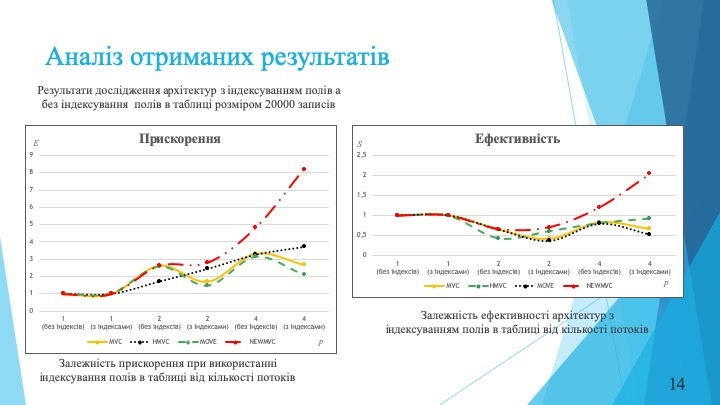 Аналіз отриманих результатів
Результати дослідження архітектур з індексуванням полів а
без індексування полів в таблиці розміром 20000 записів
Прискорення
E
9
8
7
6
5
4
3
2
1
0
1 1 2 2 4 4
(без індексів) (з індексами) (без індексів) (з індексами) (без індексів) (з індексами)
MVC HMVC MOVE NEWMVC p
Залежність прискорення при використанні
індексування полів в таблиці від кількості потоків
Ефективність
S
2,5
2
1,5
1
0,5
0
1 1 2 2 4 4
(без індексів) (з індексами) (без індексів) (з індексами) (без індексів) (з індексами)
MVC HMVC MOVE NEWMVC p
Залежність ефективності архітектур з
індексуванням полів в таблиці від кількості потоків
14